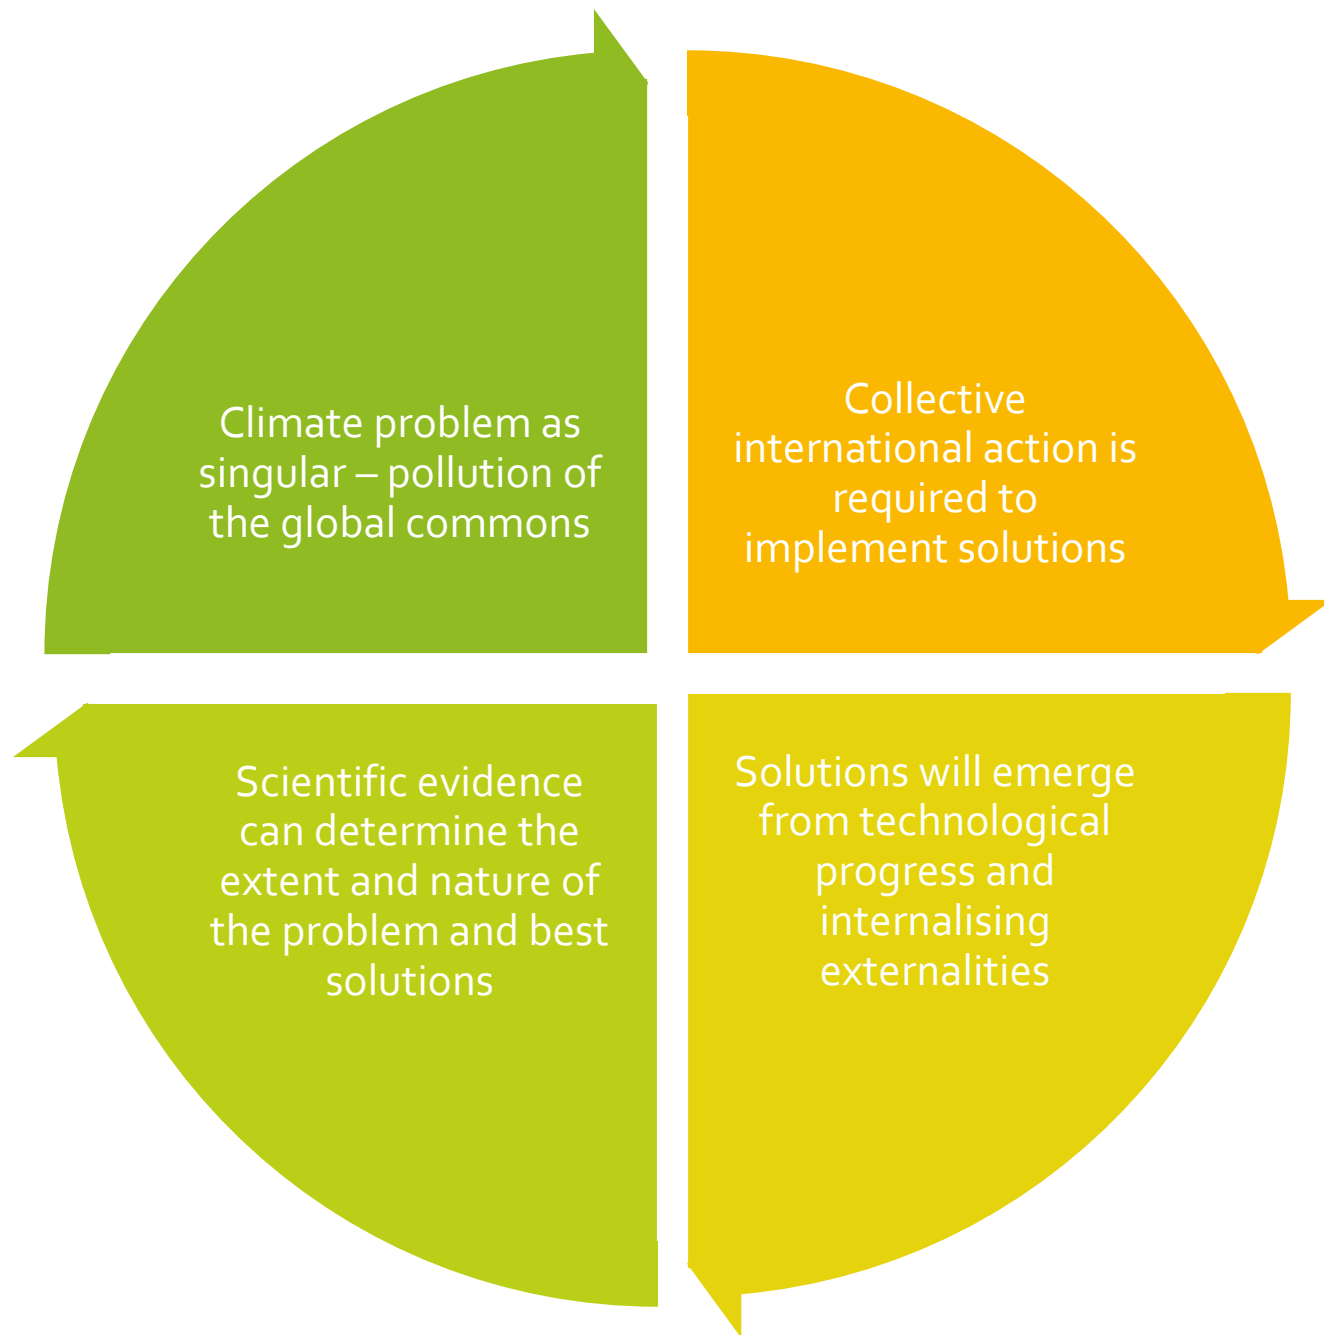 Climate problem as
singular – pollution of
the global commons
Collective
international action is
required to
implement solutions
Solutions will emerge
from technological
progress and
internalising
externalities
Scientific evidence
can determine the
extent and nature of
the problem and best
solutions